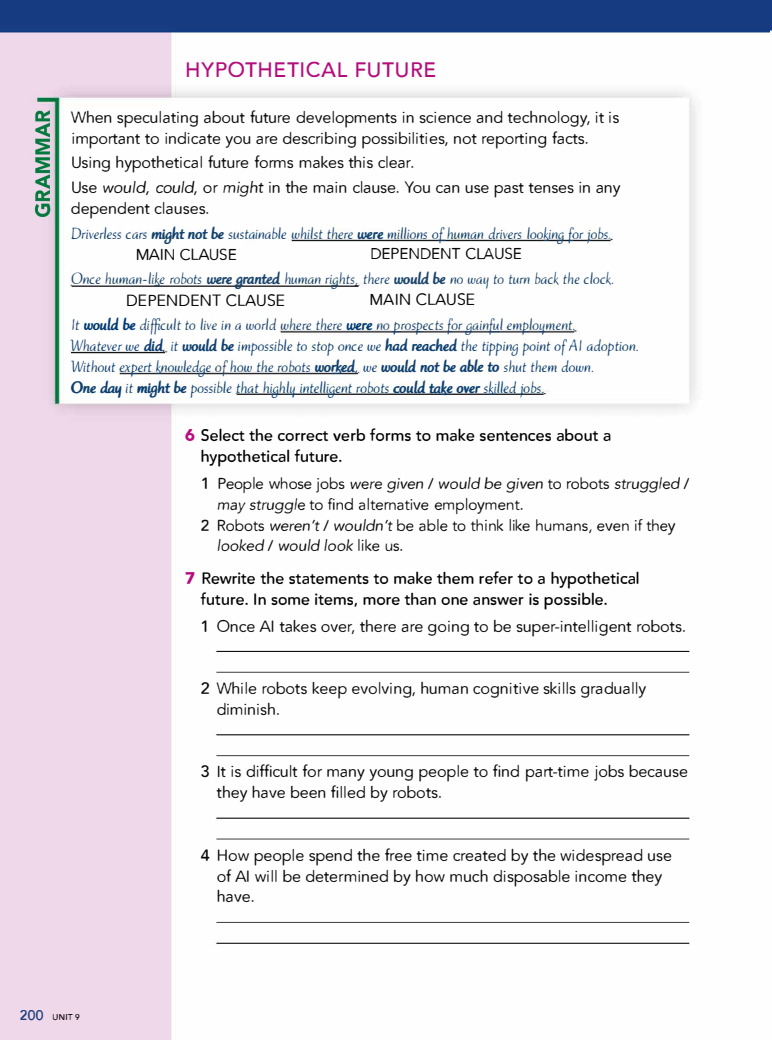 HYPOTHETICAL FUTURE
GRAMMAR
When speculating about future developments in science and technology, it is
important to indicate you are describing possibilities, not reporting facts.
Using hypothetical future forms makes this clear.
Use would, could, or might in the main clause. You can use past tenses in any
dependent clauses.
Driverless cars might not be sustainable whilst there were millions of human drivers looking for jobs.
MAIN CLAUSE DEPENDENT CLAUSE
Once human-like robots were granted human rights, there would be no way to turn back the clock.
DEPENDENT CLAUSE MAIN CLAUSE
It would be difficult to live in a world where there were no prospects for gainful employment.
Whatever we did, it would be impossible to stop once we had reached the tipping point of AI adoption.
Without expert knowledge of how the robots worked, we would not be able to shut them down.
One day it might be possible that highly intelligent robots could take over skilled jobs.
6 Select the correct verb forms to make sentences about a
hypothetical future.
1 People whose jobs were given / would be given to robots struggled /
may struggle to find alternative employment.
2 Robots weren't / wouldn't be able to think like humans, even if they
looked / would look like us.
7 Rewrite the statements to make them refer to a hypothetical
future. In some items, more than one answer is possible.
1 Once AI takes over, there are going to be super-intelligent robots.
2 While robots keep evolving, human cognitive skills gradually
diminish.
3 It is difficult for many young people to find part-time jobs because
they have been filled by robots.
4 How people spend the free time created by the widespread use
of AI will be determined by how much disposable income they
have.
200 UNIT 9